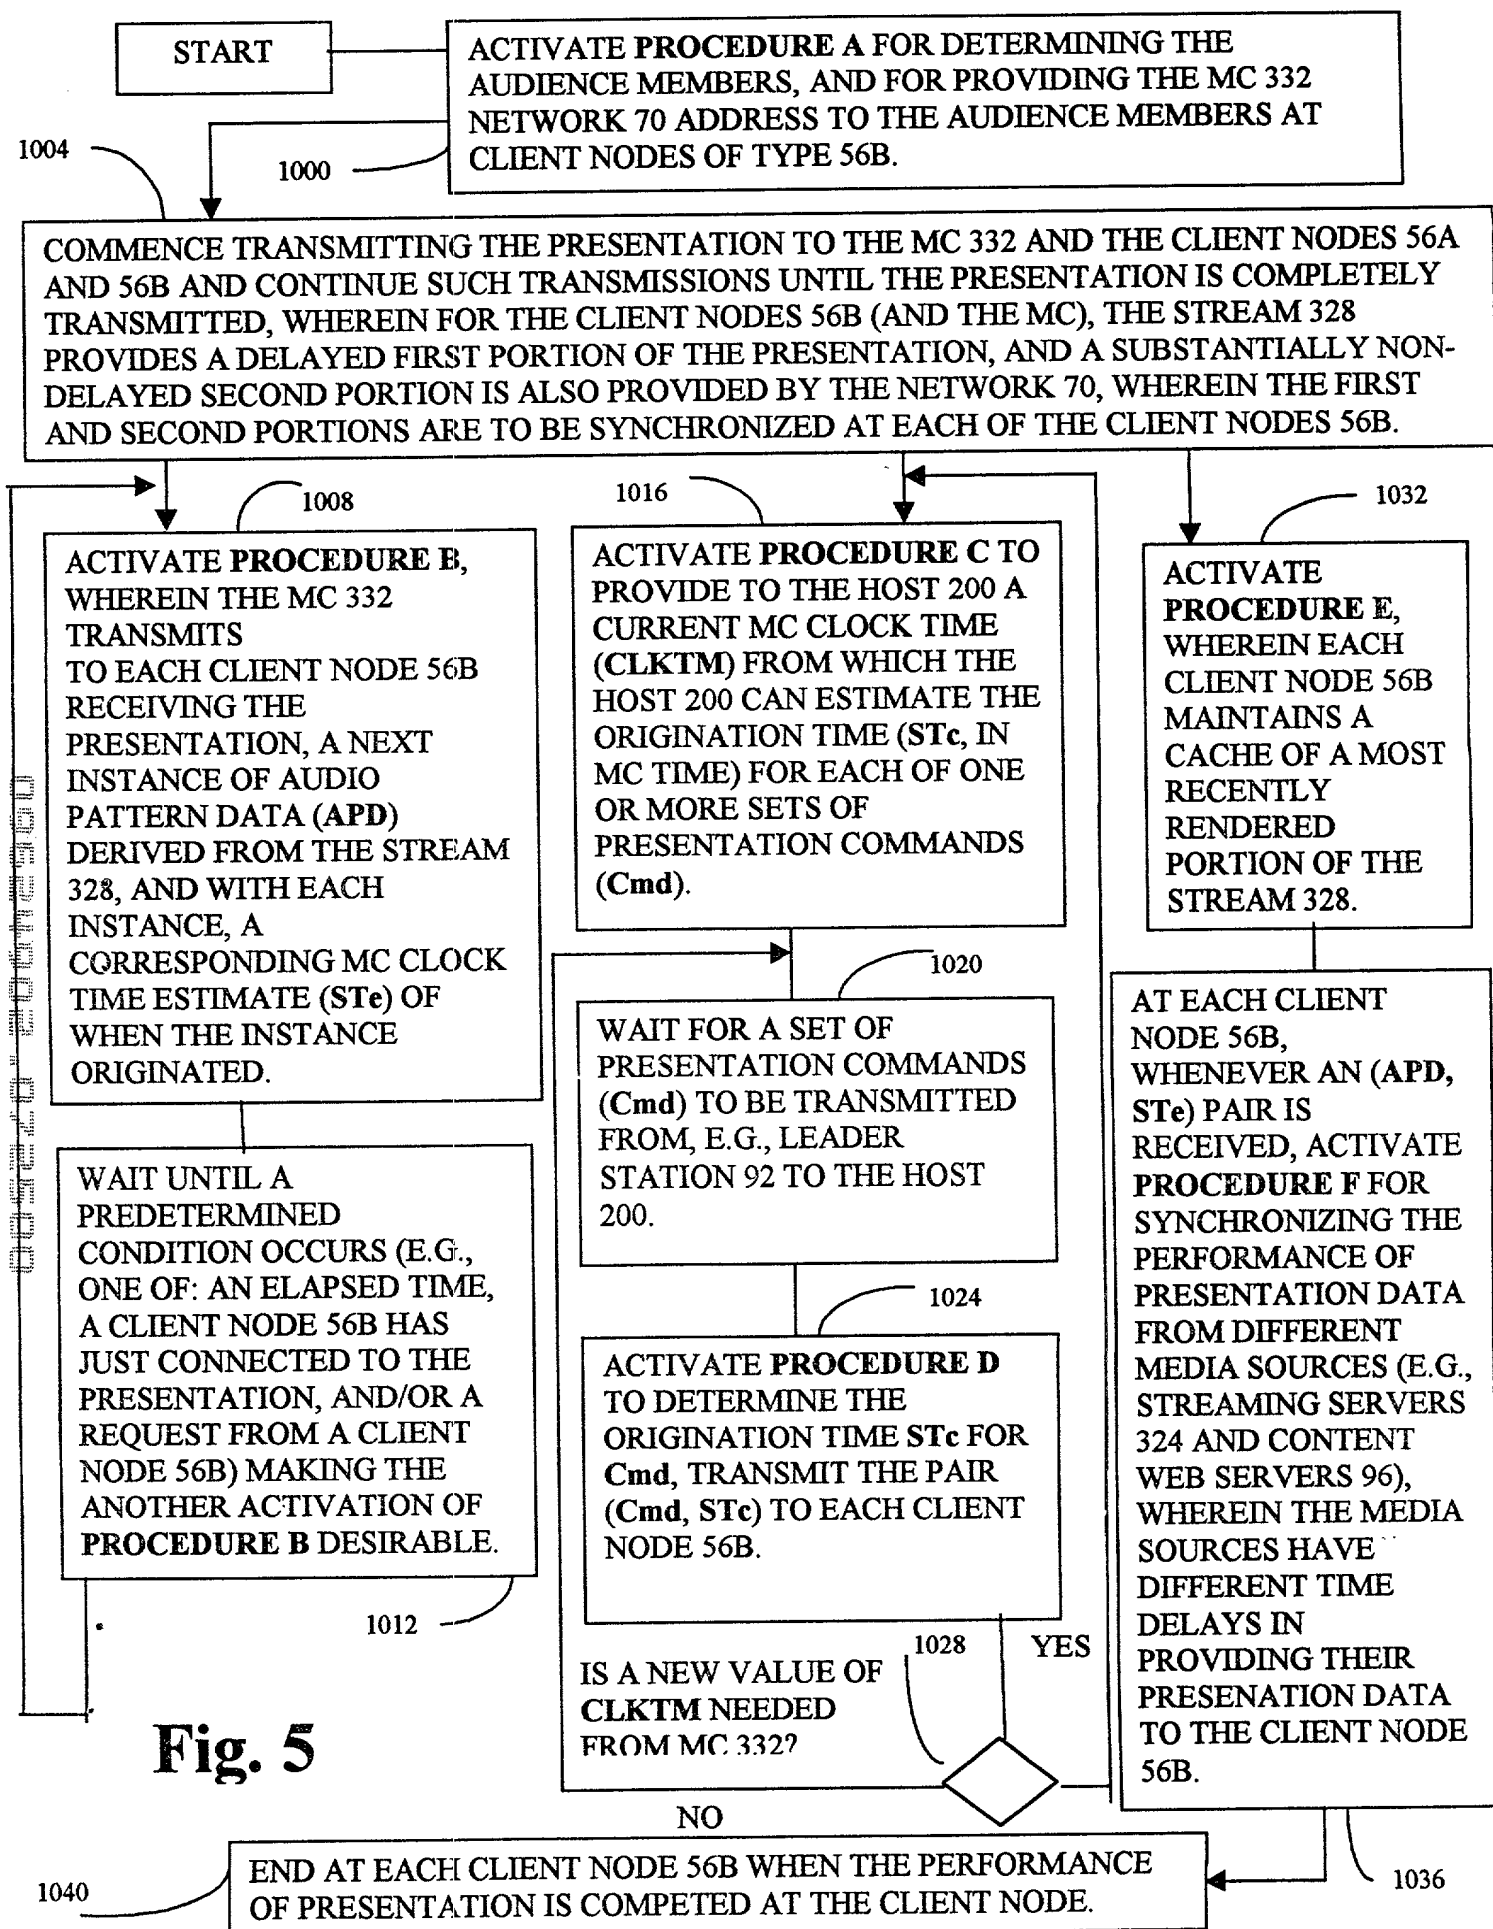 START
ACTIVATE PROCEDURE A FOR DETERMINING THE
AUDIENCE MEMBERS, AND FOR PROVIDING THE MC 332
NETWORK 70 ADDRESS TO THE AUDIENCE MEMBERS AT
CLIENT NODES OF TYPE 56B.
1004
1000
COMMENCE TRANSMITTING THE PRESENTATION TO THE MC 332 AND THE CLIENT NODES 56A
AND 56B AND CONTINUE SUCH TRANSMISSIONS UNTIL THE PRESENTATION IS COMPLETELY
TRANSMITTED, WHEREIN FOR THE CLIENT NODES 56B (AND THE MC), THE STREAM 328
PROVIDES A DELAYED FIRST PORTION OF THE PRESENTATION, AND A SUBSTANTIALLY NON-
DELAYED SECOND PORTION IS ALSO PROVIDED BY THE NETWORK 70, WHEREIN THE FIRST
AND SECOND PORTIONS ARE TO BE SYNCHRONIZED AT EACH OF THE CLIENT NODES 56B.
1008
ACTIVATE PROCEDURE B,
WHEREIN THE MC 332
TRANSMITS
TO EACH CLIENT NODE 56B
RECEIVING THE
PRESENTATION, A NEXT
INSTANCE OF AUDIO
PATTERN DATA (APD)
DERIVED FROM THE STREAM
328, AND WITH EACH
INSTANCE, A
CORRESPONDING MC CLOCK
TIME ESTIMATE (STe) OF
WHEN THE INSTANCE
ORIGINATED.
WAIT UNTIL A
PREDETERMINED
CONDITION OCCURS (E.G.,
ONE OF: AN ELAPSED TIME,
A CLIENT NODE 56B HAS
JUST CONNECTED TO THE
PRESENTATION, AND/OR A
REQUEST FROM A CLIENT
NODE 56B) MAKING THE
ANOTHER ACTIVATION OF
PROCEDURE B DESIRABLE.
1012
1016
ACTIVATE PROCEDURE C TO
PROVIDE TO THE HOST 200 A
CURRENT MC CLOCK TIME
(CLKTM) FROM WHICH THE
HOST 200 CAN ESTIMATE THE
ORIGINATION TIME (STc, IN
MC TIME) FOR EACH OF ONE
OR MORE SETS OF
PRESENTATION COMMANDS
(Cmd).
1020
WAIT FOR A SET OF
PRESENTATION COMMANDS
(Cmd) TO BE TRANSMITTED
FROM, E.G., LEADER
STATION 92 TO THE HOST
200.
1024
ACTIVATE PROCEDURE D
TO DETERMINE THE
ORIGINATION TIME STc FOR
Cmd, TRANSMIT THE PAIR
(Cmd, STc) TO EACH CLIENT
NODE 56B.
1028
YES
IS A NEW VALUE OF
CLKTM NEEDED
FROM MC 332?
NO
1032
ACTIVATE
PROCEDURE E,
WHEREIN EACH
CLIENT NODE 56B
MAINTAINS A
CACHE OF A MOST
RECENTLY
RENDERED
PORTION OF THE
STREAM 328.
AT EACH CLIENT
NODE 56B,
WHENEVER AN (APD,
STe) PAIR IS
RECEIVED, ACTIVATE
PROCEDURE F FOR
SYNCHRONIZING THE
PERFORMANCE OF
PRESENTATION DATA
FROM DIFFERENT
MEDIA SOURCES (E.G.,
STREAMING SERVERS
324 AND CONTENT
WEB SERVERS 96),
WHEREIN THE MEDIA
SOURCES HAVE
DIFFERENT TIME
DELAYS IN
PROVIDING THEIR
PRESENATION DATA
TO THE CLIENT NODE
56B.
1036
Fig. 5
1040
END AT EACH CLIENT NODE 56B WHEN THE PERFORMANCE
OF PRESENTATION IS COMPETED AT THE CLIENT NODE.